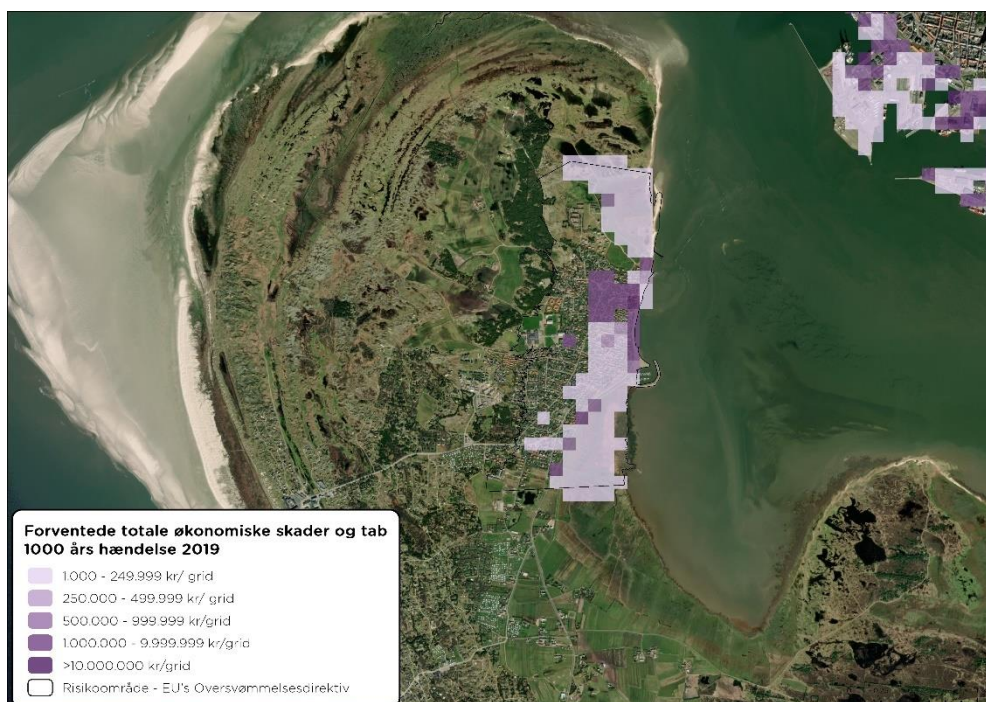 Forventede totale økonomiske skader og tab
1000 års hændelse 2019
1.000 - 249.999 kr/ grid
250.000 - 499.999 kr/ grid
500.000 - 999.999 kr/grid
1.000.000 - 9.999.999 kr/grid
>10.000.000 kr/grid
Risikoområde - EU's Oversvømmelsesdirektiv